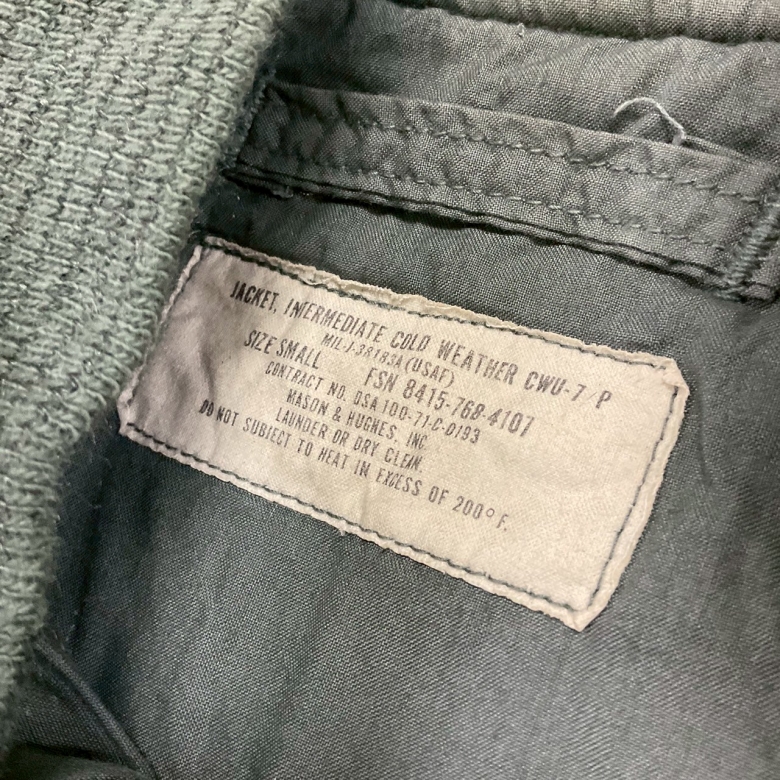 JACKET, INTERMEDIATE COLD WEATHER CWU-7/P
MIL-J-38183A (USAF)
SIZE SMALL FSN 8415-768-4107
CONTRACT NO. DSA 100-71-C-0193
MASON & HUGHES, INC
LAUNDER OR DRY CLEAN.
DO NOT SUBJECT TO HEAT IN EXCESS OF 200° F.